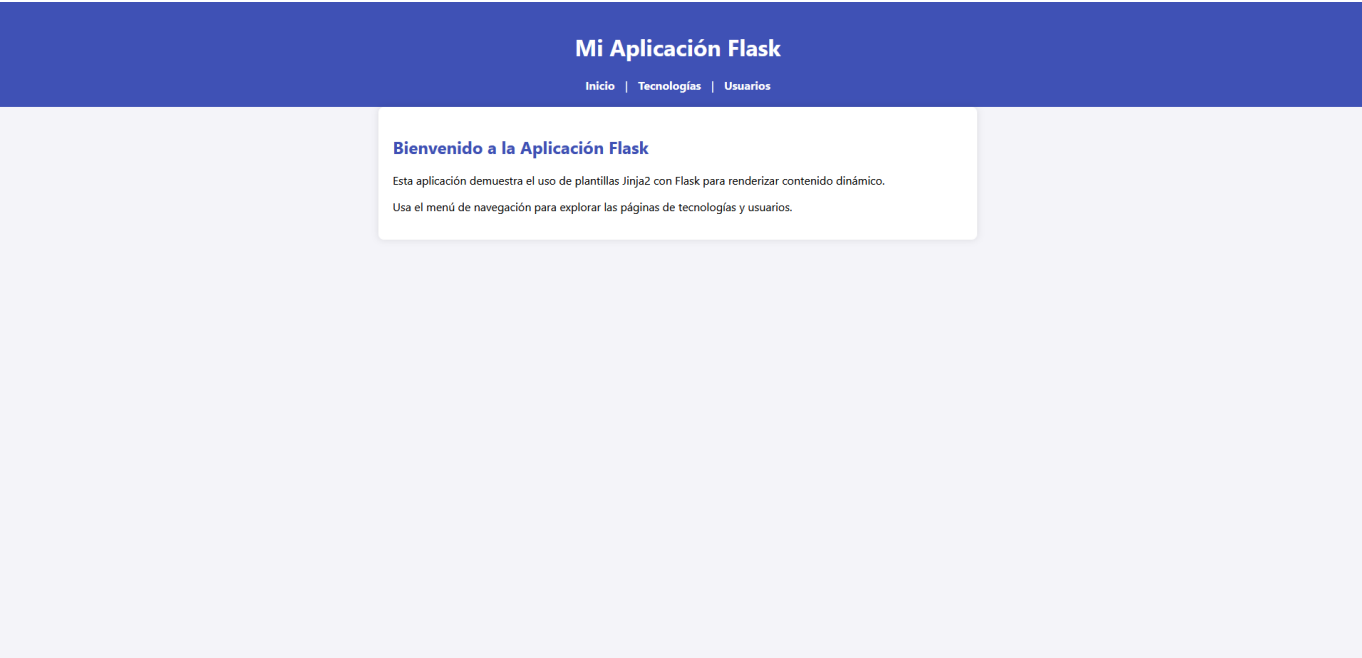 Mi Aplicación Flask
Inicio | Tecnologías | Usuarios
Bienvenido a la Aplicación Flask
Esta aplicación demuestra el uso de plantillas Jinja2 con Flask para renderizar contenido dinámico.
Usa el menú de navegación para explorar las páginas de tecnologías y usuarios.